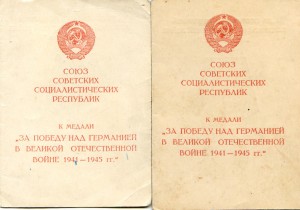 СОЮЗ
СОВЕТСКИХ
СОЦИАЛИСТИЧЕСКИХ
РЕСПУБЛИК
К МЕДАЛИ
„ЗА ПОБЕДУ НАД ГЕРМАНИЕЙ
В ВЕЛИКОЙ ОТЕЧЕСТВЕННОЙ
ВОЙНЕ 1941—1945 гг.“
СОЮЗ
СОВЕТСКИХ
СОЦИАЛИСТИЧЕСКИХ
РЕСПУБЛИК
К МЕДАЛИ
„ЗА ПОБЕДУ НАД ГЕРМАНИЕЙ
В ВЕЛИКОЙ ОТЕЧЕСТВЕННОЙ
ВОЙНЕ 1941—1945 гг.“